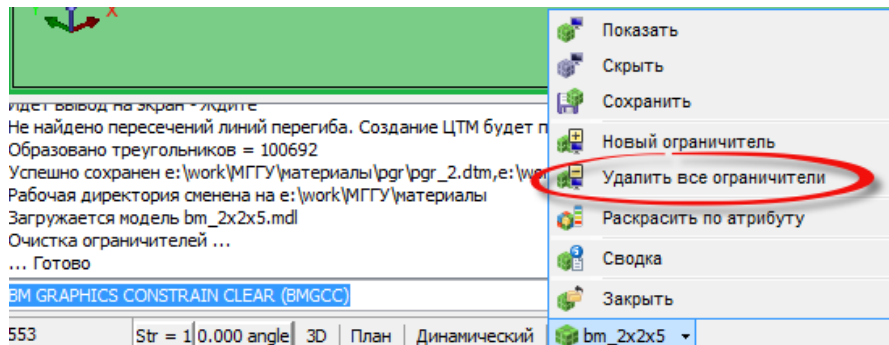 X
Показать
Скрыть
Сохранить
Новый ограничитель
Удалить все ограничители
Раскрасить по атрибуту
Сводка
Закрыть
Идет вывод на экран - Ждите
Не найдено пересечений линий перегиба. Создание ЦТМ будет п
Образовано треугольников = 100692
Успешно сохранен e:\work\МГГУ\материалы\pgr\pgr_2.dtm,e:\wo
Рабочая директория сменена на e:\work\МГГУ\материалы
Загружается модель bm_2x2x5.mdl
Очистка ограничителей ...
... Готово
BM GRAPHICS CONSTRAIN CLEAR (BMGCC)
553 Str = 1 0.000 angle 3D План Динамический bm_2x2x5